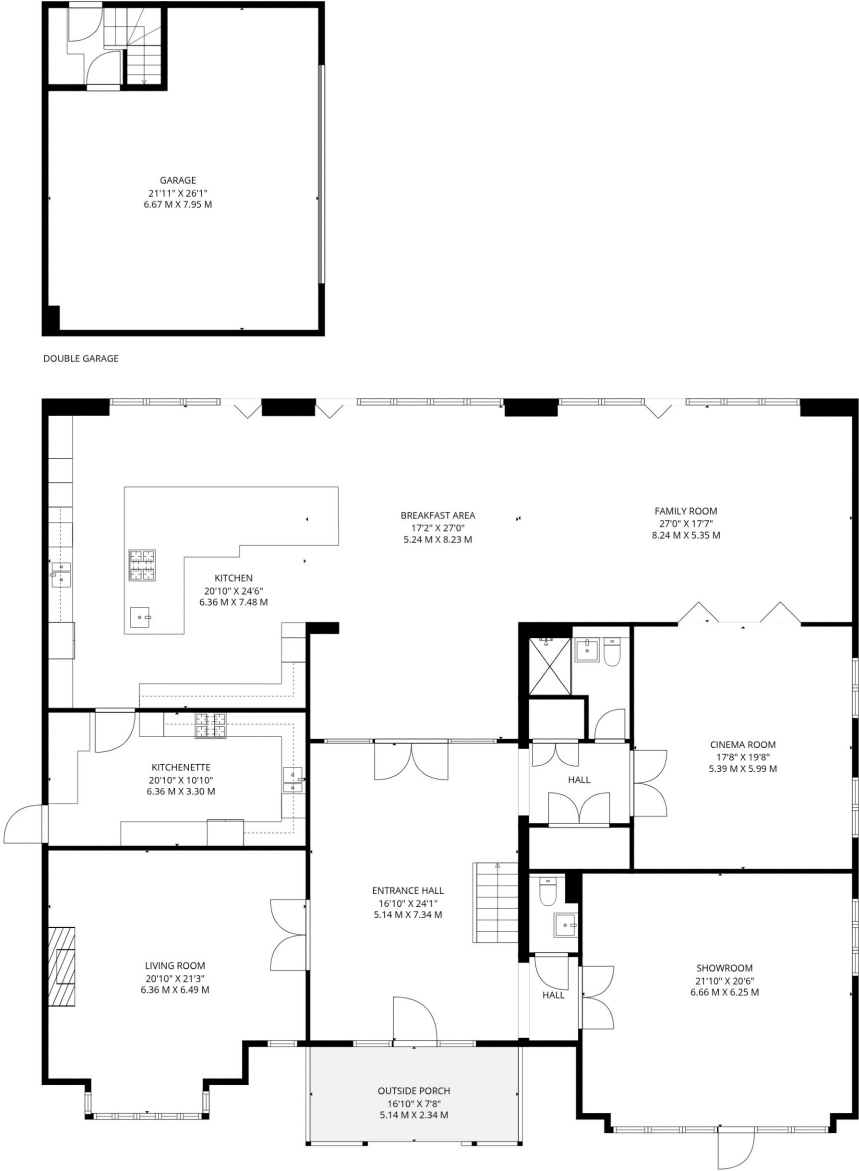 GARAGE
21'11" X 26'1"
6.67 M X 7.95 M
DOUBLE GARAGE
BREAKFAST AREA
17'2" X 27'0"
5.24 M X 8.23 M
FAMILY ROOM
27'0" X 17'7"
8.24 M X 5.35 M
KITCHEN
20'10" X 24'6"
6.36 M X 7.48 M
KITCHENETTE
20'10" X 10'10"
6.36 M X 3.30 M
HALL
CINEMA ROOM
17'8" X 19'8"
5.39 M X 5.99 M
ENTRANCE HALL
16'10" X 24'1"
5.14 M X 7.34 M
LIVING ROOM
20'10" X 21'3"
6.36 M X 6.49 M
HALL
SHOWROOM
21'10" X 20'6"
6.66 M X 6.25 M
OUTSIDE PORCH
16'10" X 7'8"
5.14 M X 2.34 M